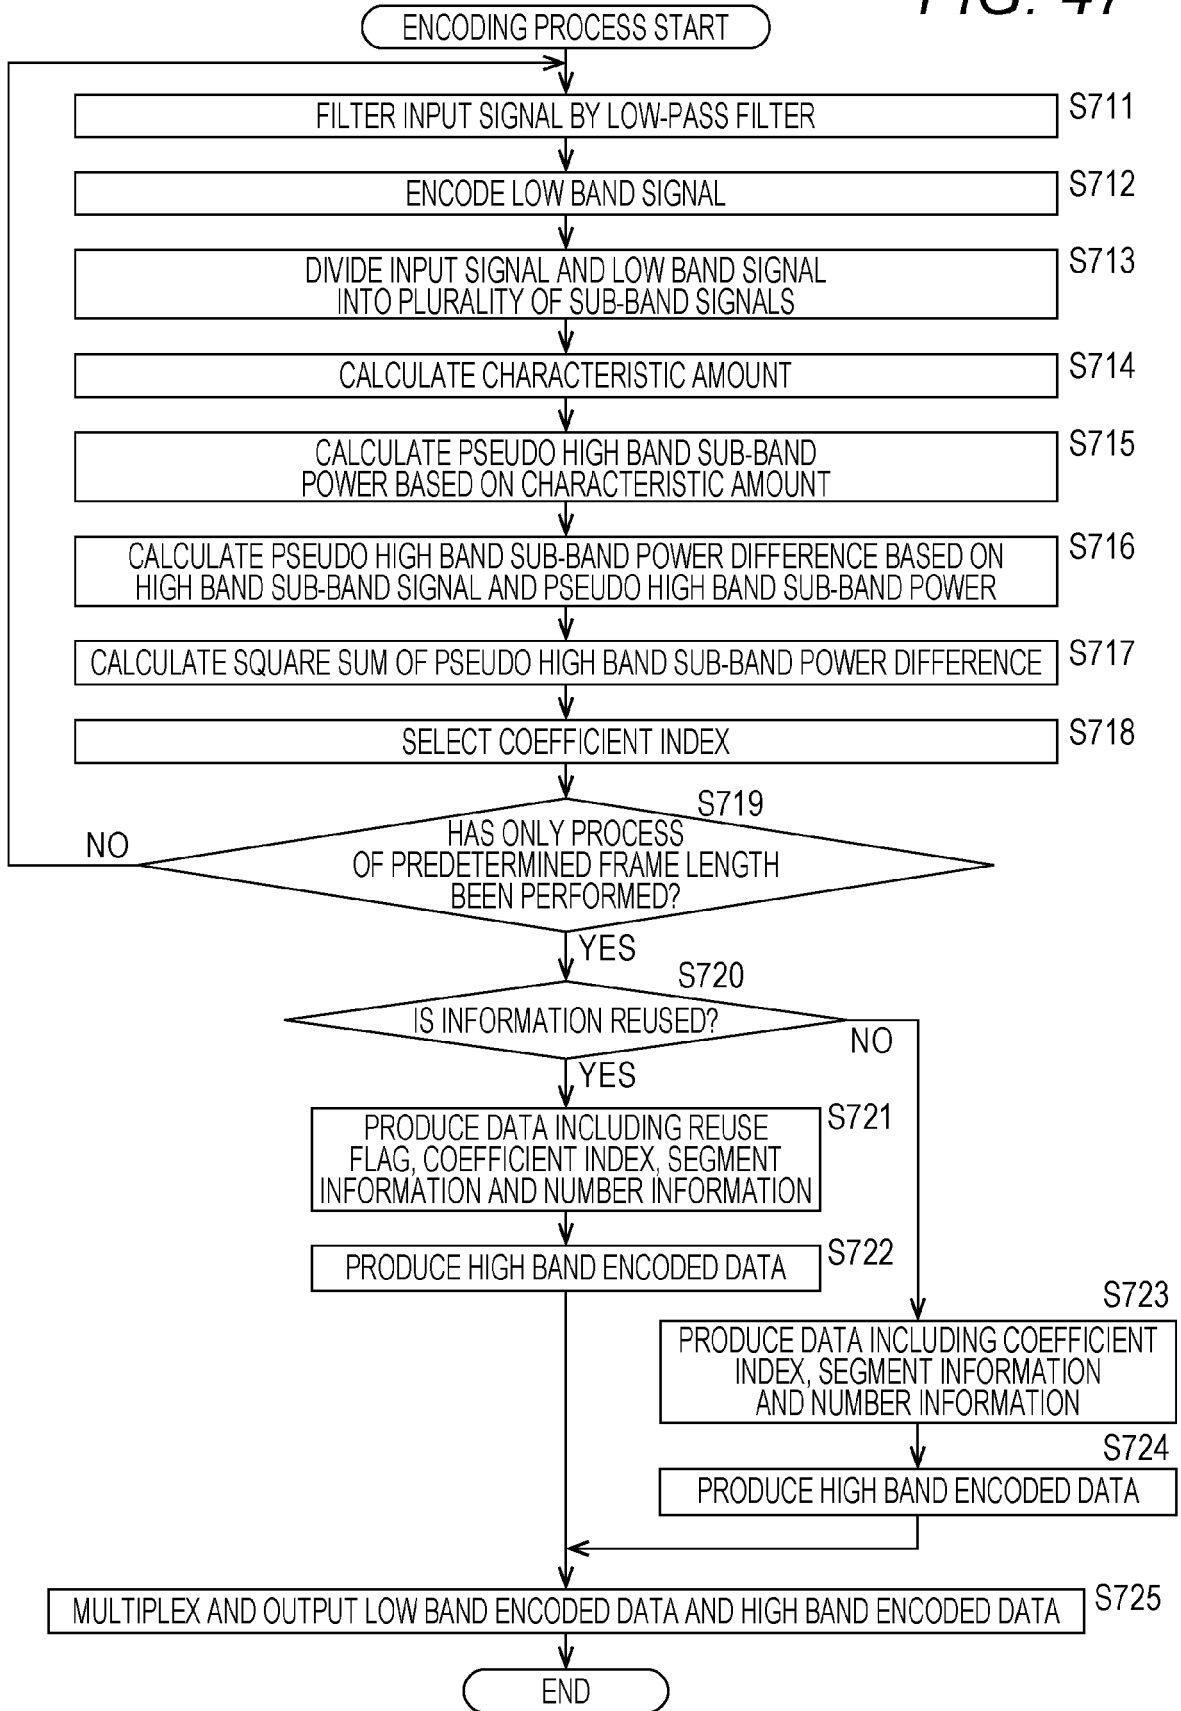 FIG. 47
ENCODING PROCESS START
FILTER INPUT SIGNAL BY LOW-PASS FILTER
S711
ENCODE LOW BAND SIGNAL
S712
DIVIDE INPUT SIGNAL AND LOW BAND SIGNAL
INTO PLURALITY OF SUB-BAND SIGNALS
S713
CALCULATE CHARACTERISTIC AMOUNT
S714
CALCULATE PSEUDO HIGH BAND SUB-BAND
POWER BASED ON CHARACTERISTIC AMOUNT
S715
CALCULATE PSEUDO HIGH BAND SUB-BAND POWER DIFFERENCE BASED ON
HIGH BAND SUB-BAND SIGNAL AND PSEUDO HIGH BAND SUB-BAND POWER
S716
CALCULATE SQUARE SUM OF PSEUDO HIGH BAND SUB-BAND POWER DIFFERENCE
S717
SELECT COEFFICIENT INDEX
S718
S719
HAS ONLY PROCESS
OF PREDETERMINED FRAME LENGTH
BEEN PERFORMED?
NO
YES
S720
IS INFORMATION REUSED?
NO
YES
PRODUCE DATA INCLUDING REUSE
FLAG, COEFFICIENT INDEX, SEGMENT
INFORMATION AND NUMBER INFORMATION
S721
PRODUCE HIGH BAND ENCODED DATA
S722
S723
PRODUCE DATA INCLUDING COEFFICIENT
INDEX, SEGMENT INFORMATION
AND NUMBER INFORMATION
S724
PRODUCE HIGH BAND ENCODED DATA
MULTIPLEX AND OUTPUT LOW BAND ENCODED DATA AND HIGH BAND ENCODED DATA
S725
END